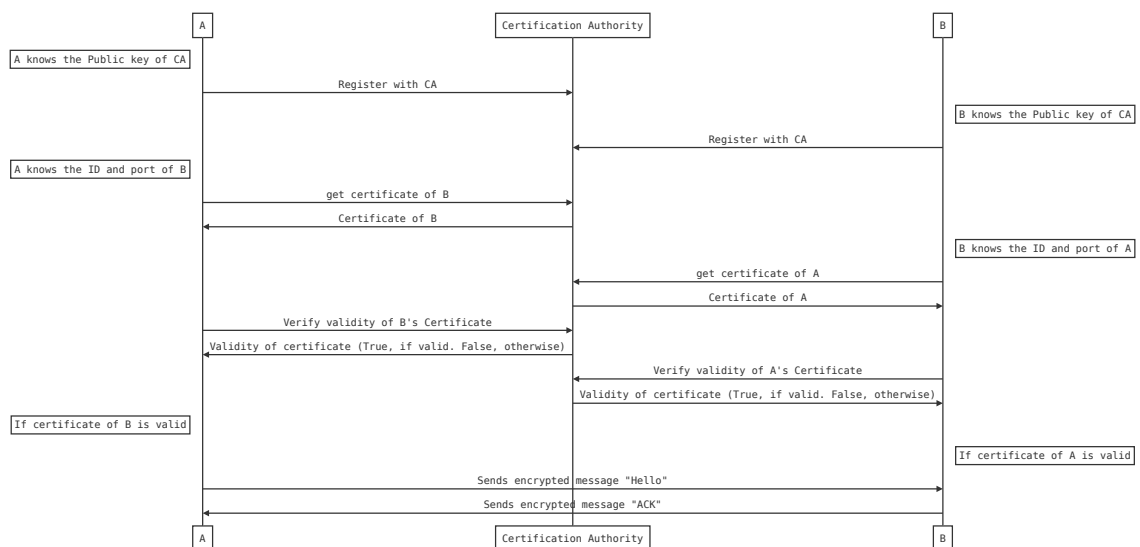 A
Certification Authority
B
A knows the Public key of CA
Register with CA
B knows the Public key of CA
Register with CA
A knows the ID and port of B
get certificate of B
Certificate of B
B knows the ID and port of A
get certificate of A
Certificate of A
Verify validity of B's Certificate
Validity of certificate (True, if valid. False, otherwise)
Verify validity of A's Certificate
Validity of certificate (True, if valid. False, otherwise)
If certificate of B is valid
If certificate of A is valid
Sends encrypted message "Hello"
Sends encrypted message "ACK"
A
Certification Authority
B